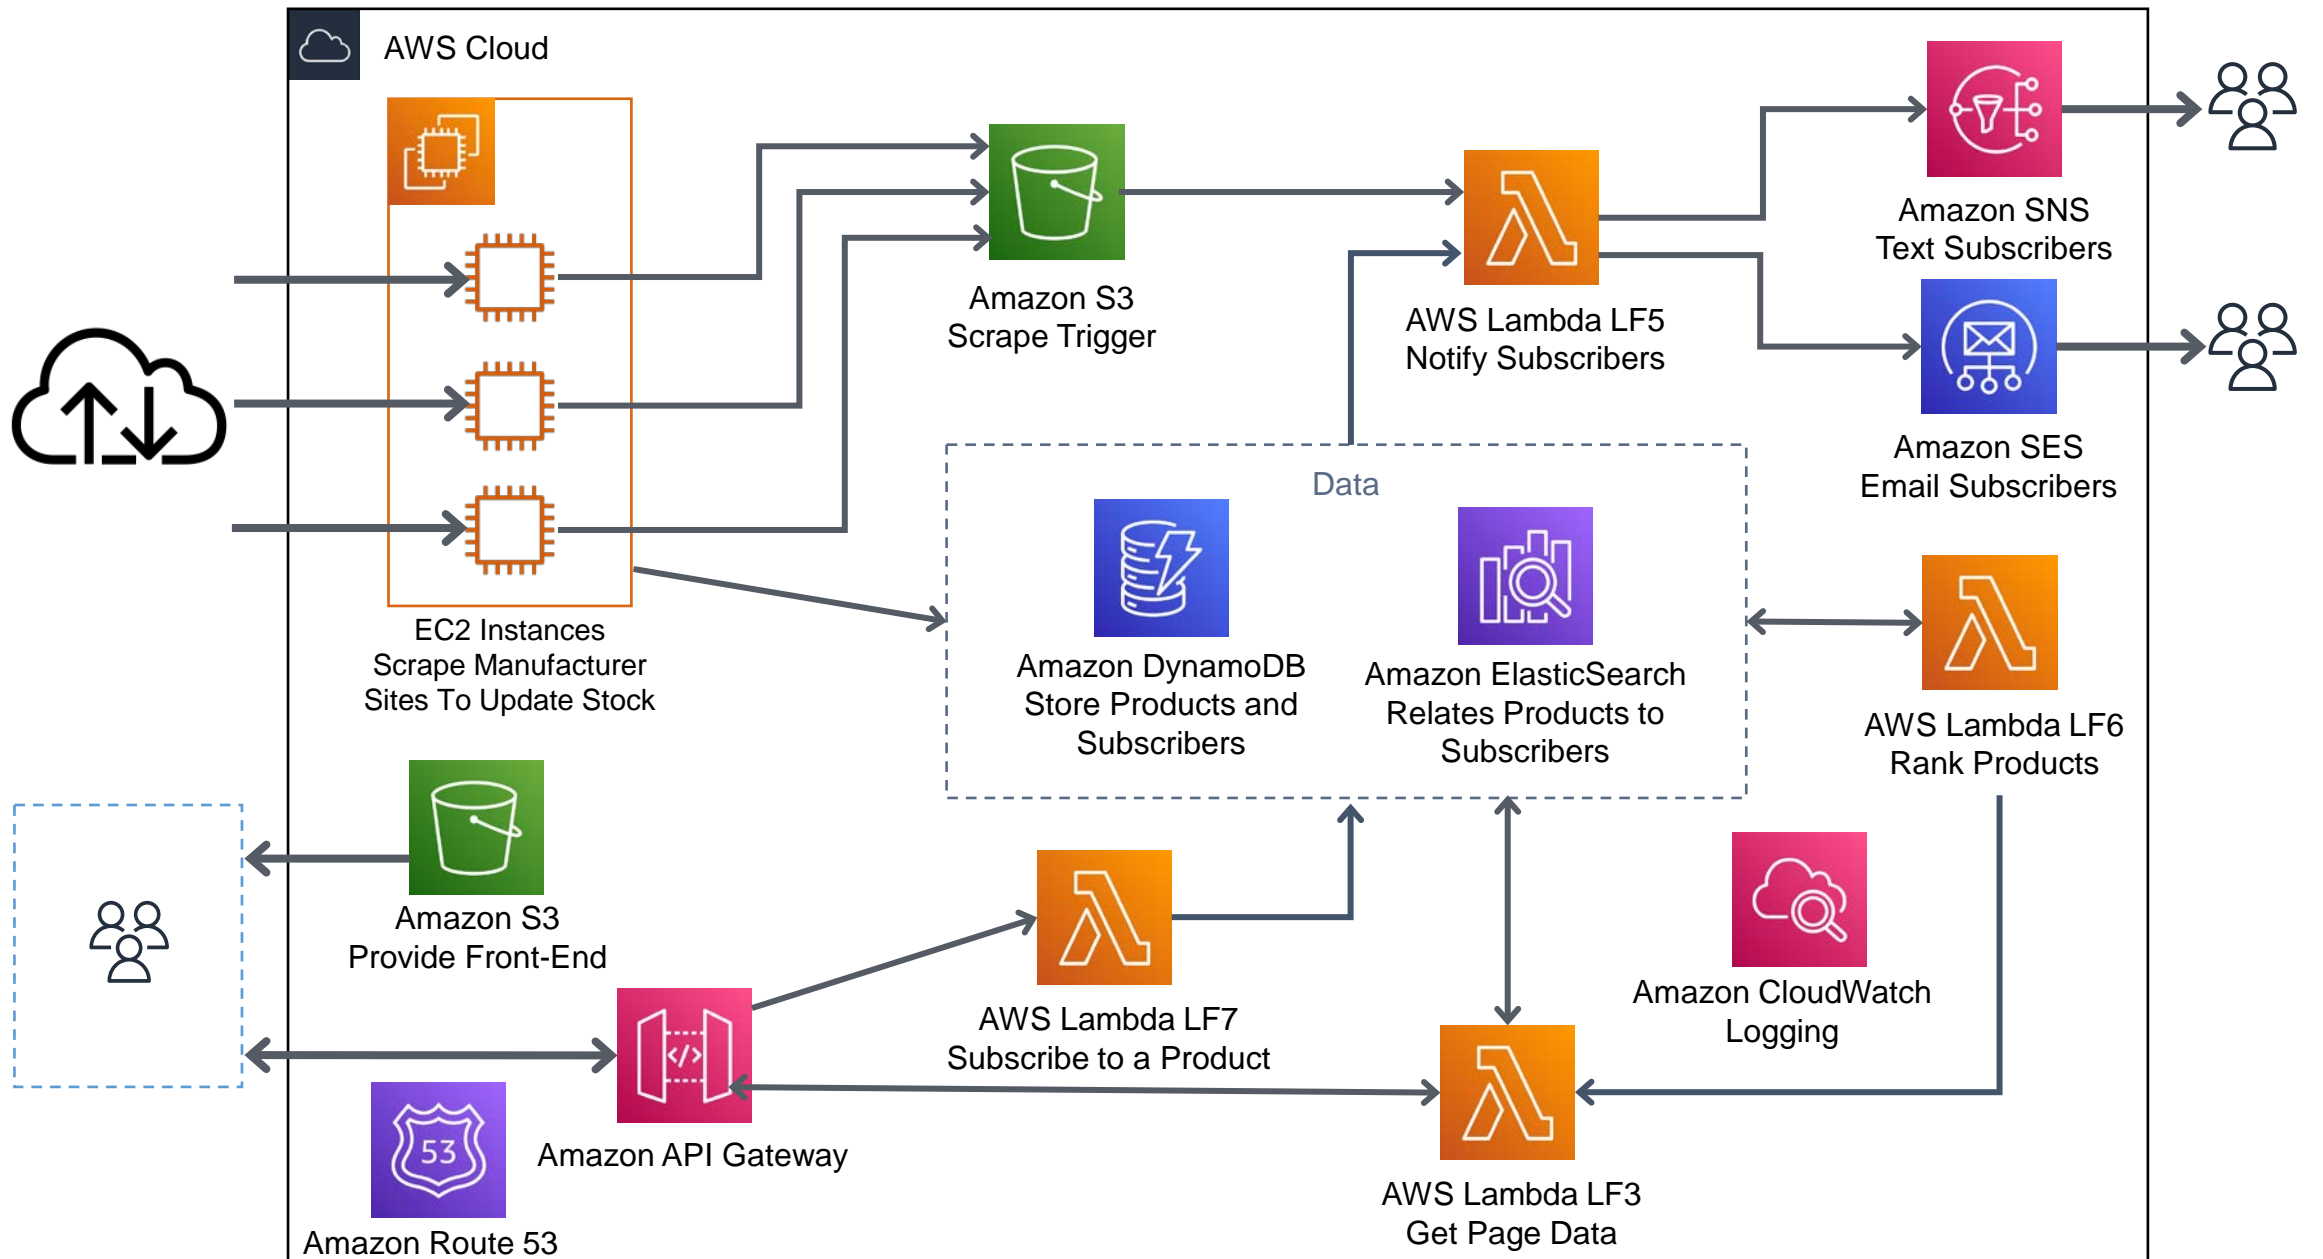 AWS Cloud
Amazon S3
Scrape Trigger
AWS Lambda LF5
Notify Subscribers
Amazon SNS
Text Subscribers
Amazon SES
Email Subscribers
EC2 Instances
Scrape Manufacturer
Sites To Update Stock
Data
Amazon DynamoDB
Store Products and
Subscribers
Amazon ElasticSearch
Relates Products to
Subscribers
AWS Lambda LF6
Rank Products
Amazon S3
Provide Front-End
AWS Lambda LF7
Subscribe to a Product
Amazon CloudWatch
Logging
</>
Amazon API Gateway
53
Amazon Route 53
AWS Lambda LF3
Get Page Data